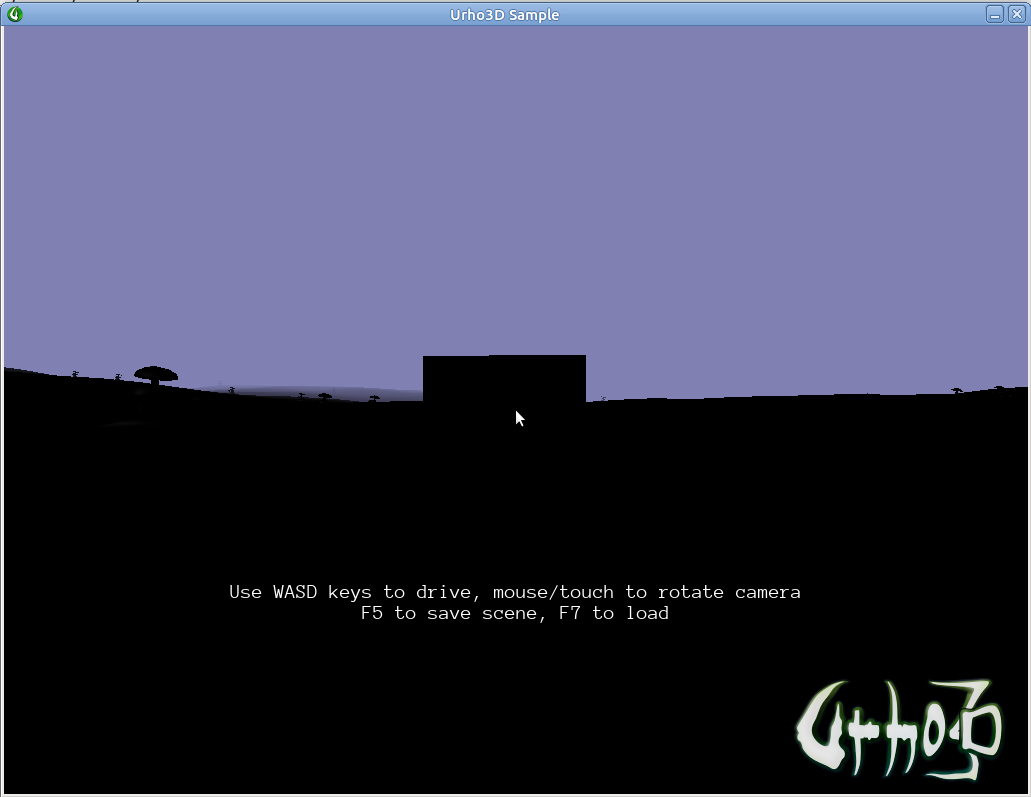 Urho3D Sample
Use WASD keys to drive, mouse/touch to rotate camera
F5 to save scene, F7 to load
Urho3D